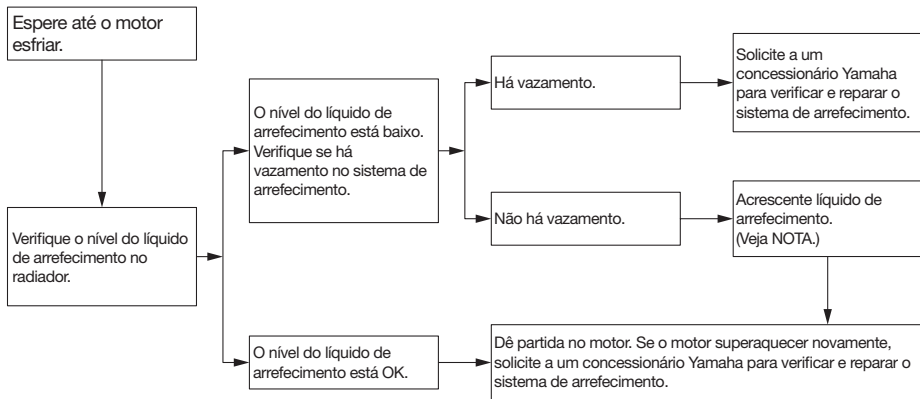 Espere até o motor
esfriar.
Verifique o nível do líquido
de arrefecimento no
radiador.
O nível do líquido de
arrefecimento está baixo.
Verifique se há
vazamento no sistema de
arrefecimento.
Há vazamento.
Solicite a um
concessionário Yamaha
para verificar e reparar o
sistema de arrefecimento.
Não há vazamento.
Acrescente líquido de
arrefecimento.
(Veja NOTA.)
O nível do líquido de
arrefecimento está OK.
Dê partida no motor. Se o motor superaquecer novamente,
solicite a um concessionário Yamaha para verificar e reparar o
sistema de arrefecimento.